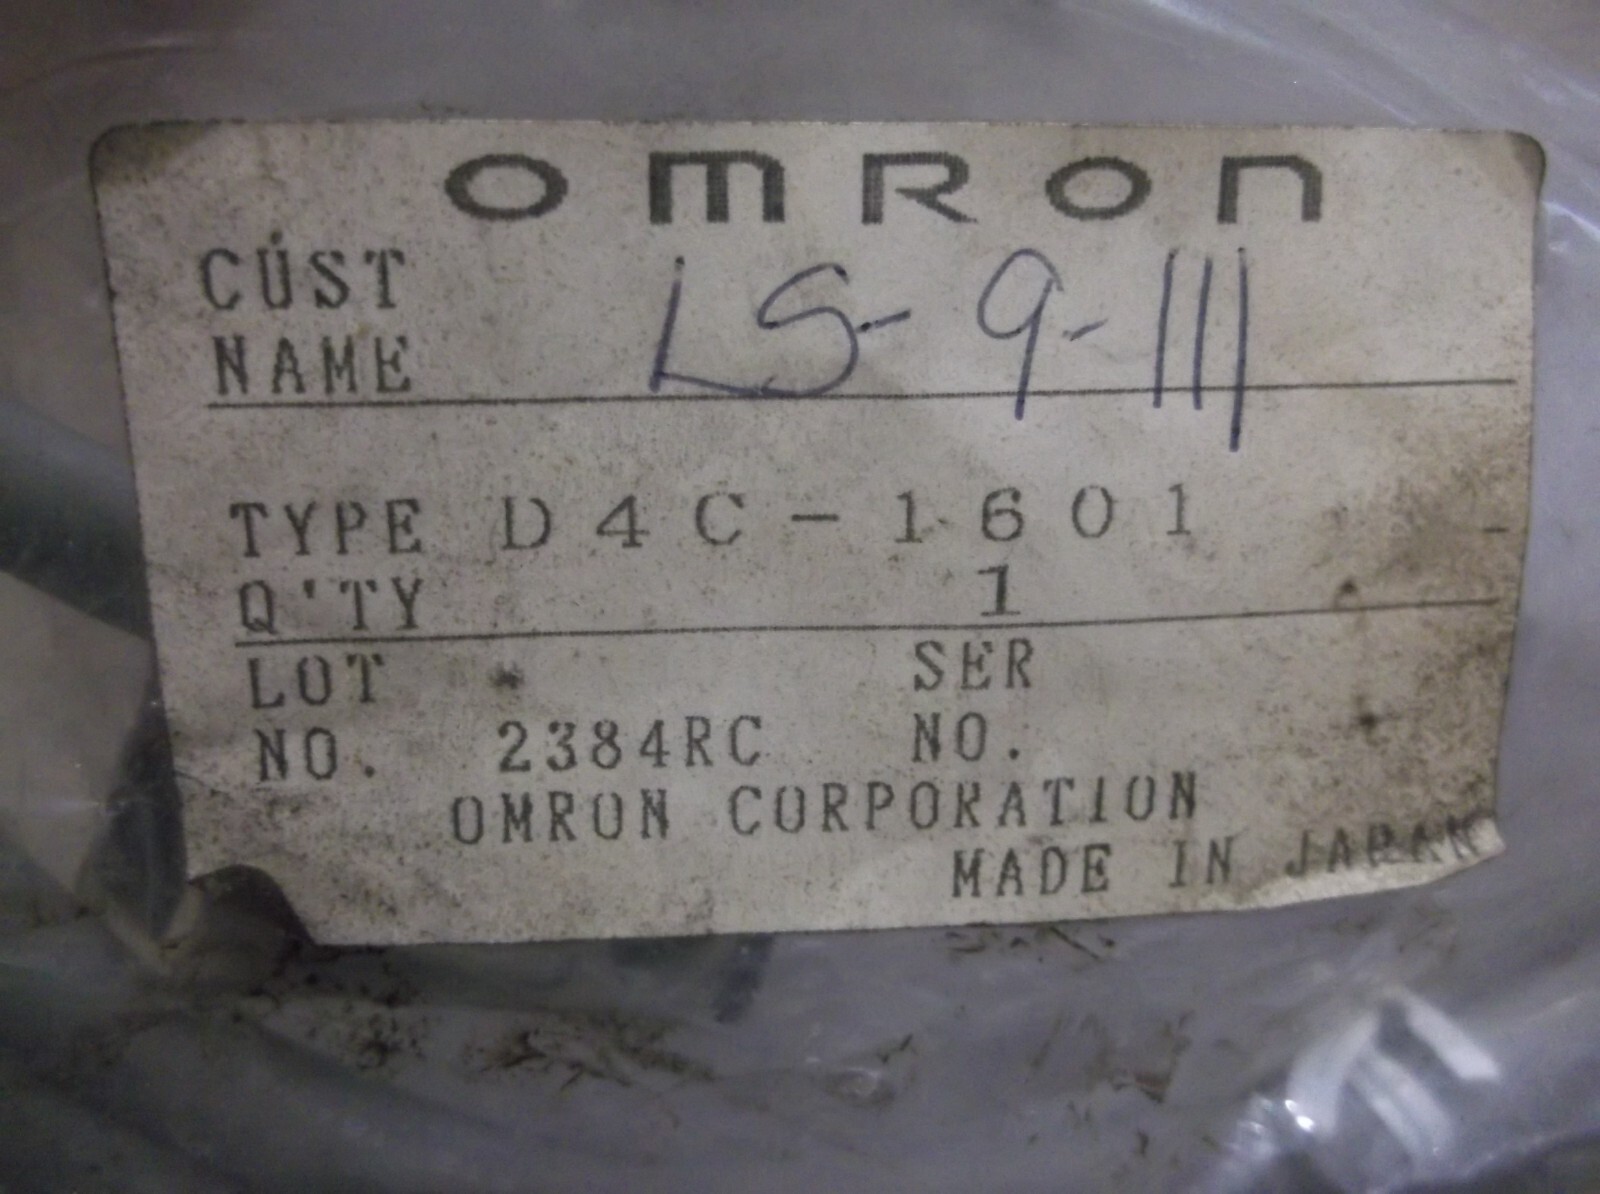 OMRON
CUST
NAME LS-9-111
TYPE D4C-1601
Q'TY 1
LOT SER
NO. 2384RC NO.
OMRON CORPORATION
MADE IN JAPAN